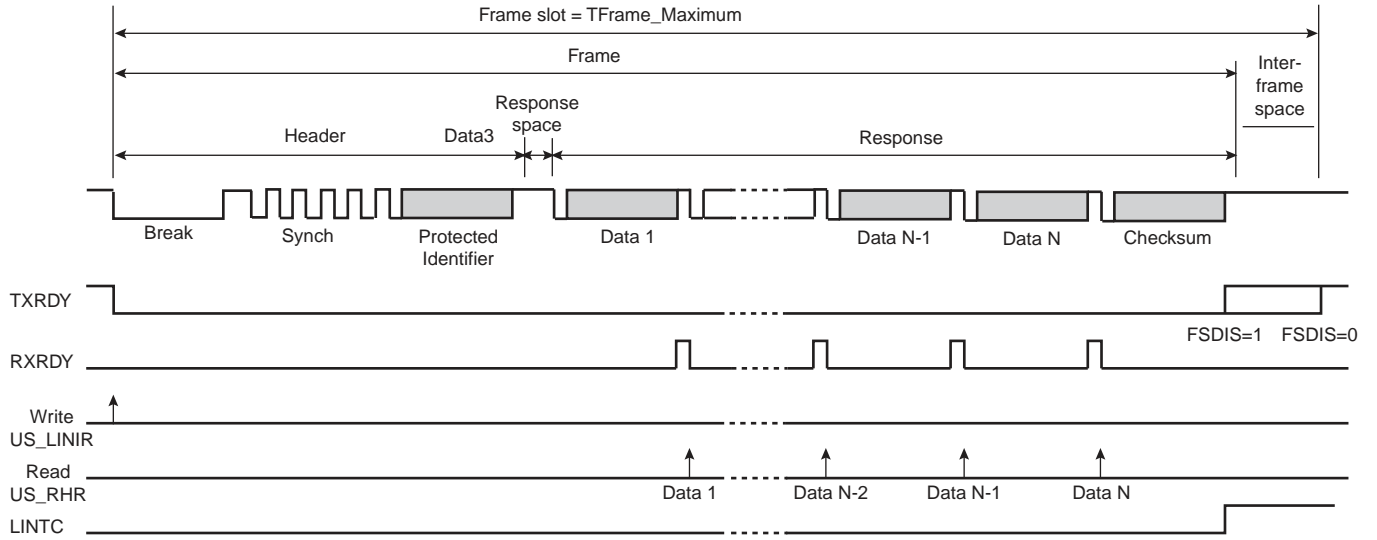 Frame slot = TFrame_Maximum
Frame
Inter-
frame
space
Response
space
Header
Data3
Response
Break
Synch
Protected
Identifier
Data 1
Data N-1
Data N
Checksum
TXRDY
FSDIS=1
FSDIS=0
RXRDY
Write
US_LINIR
Read
US_RHR
Data 1
Data N-2
Data N-1
Data N
LINTC